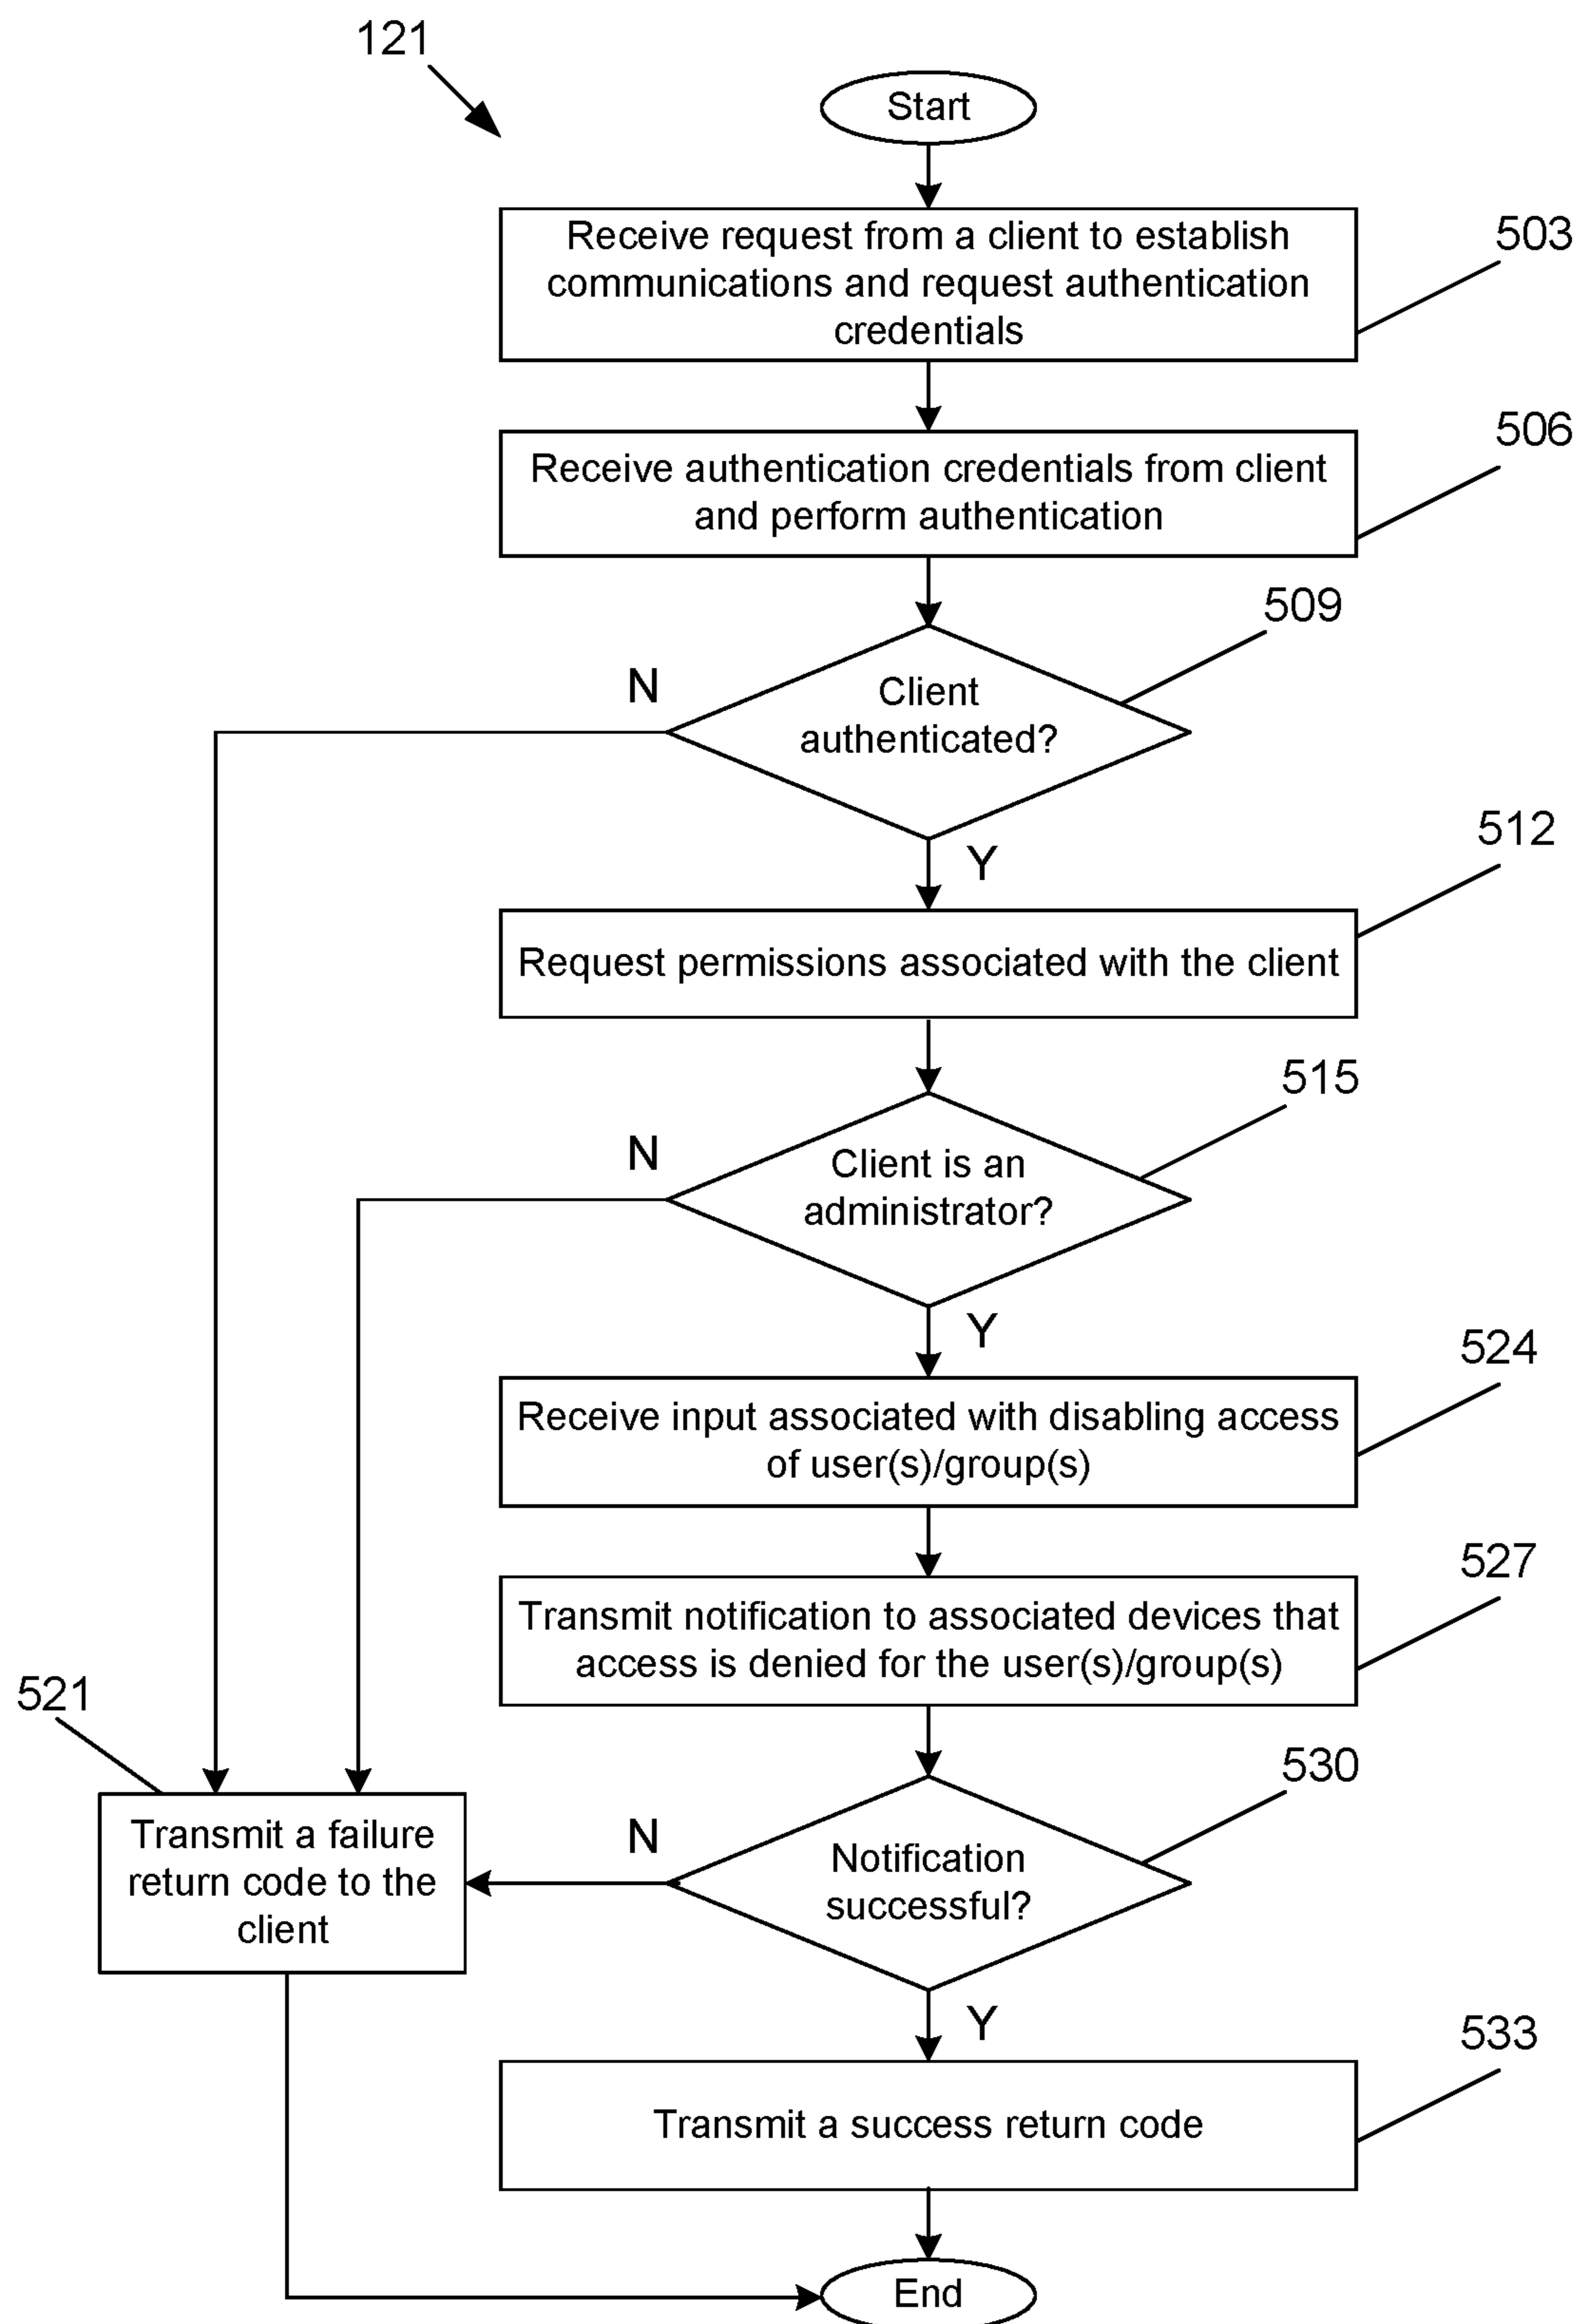 121
Start
Receive request from a client to establish
communications and request authentication
credentials
503
Receive authentication credentials from client
and perform authentication
506
509
N
Client
authenticated?
Y
512
Request permissions associated with the client
515
N
Client is an
administrator?
Y
524
Receive input associated with disabling access
of user(s)/group(s)
527
Transmit notification to associated devices that
access is denied for the user(s)/group(s)
521
530
Transmit a failure
return code to the
client
N
Notification
successful?
Y
533
Transmit a success return code
End